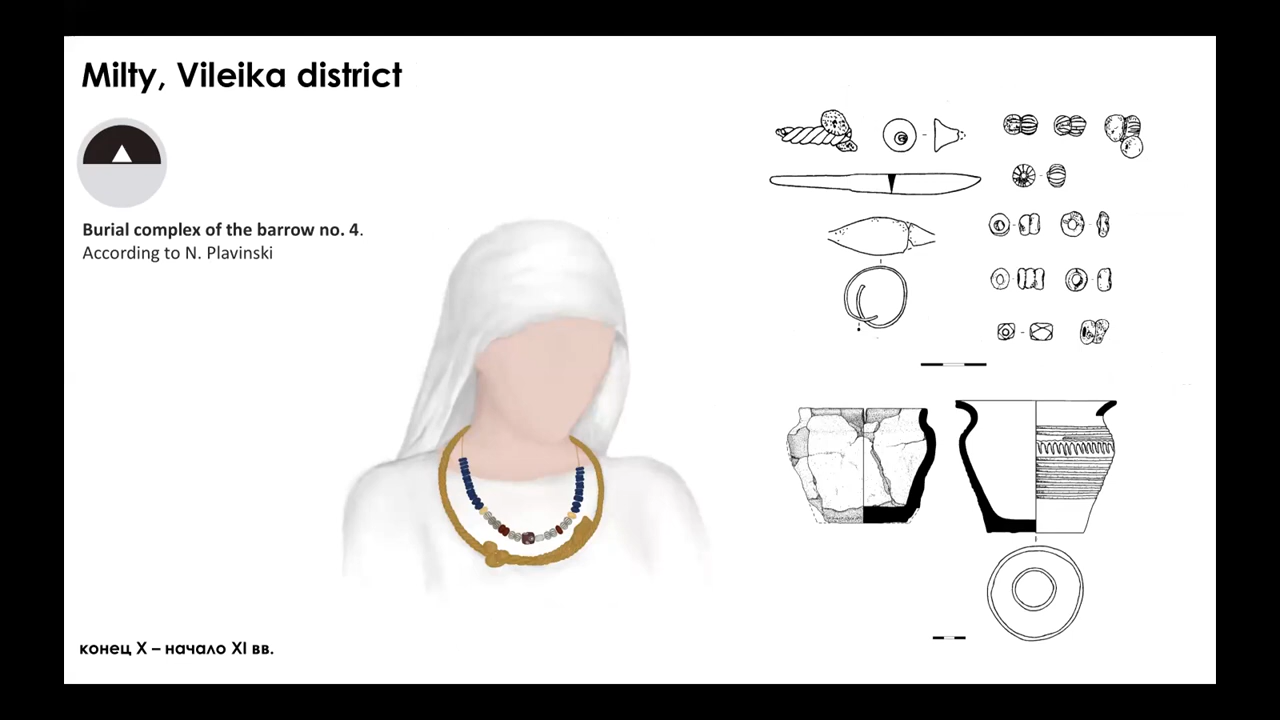 Milty, Vileika district
Burial complex of the barrow no. 4.
According to N. Plavinski
конец X – начало XI вв.